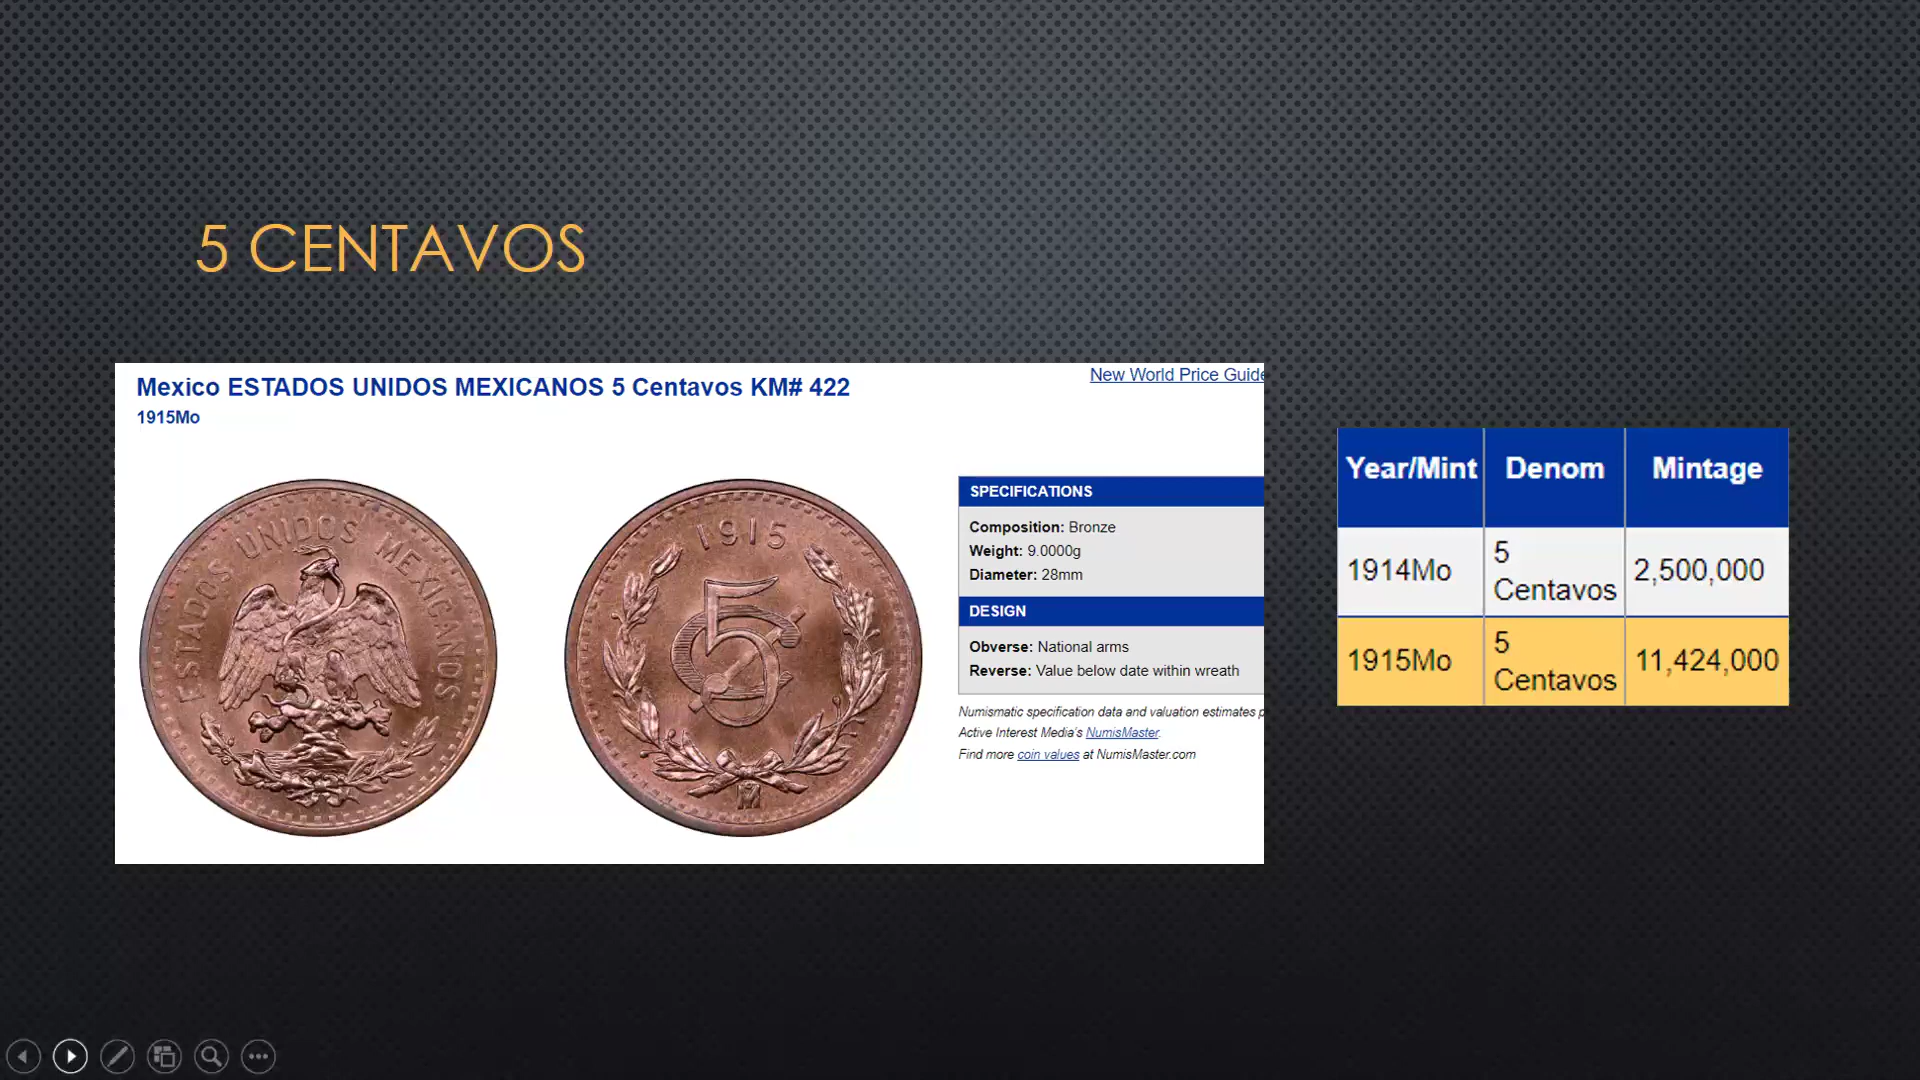 5 CENTAVOS
Mexico ESTADOS UNIDOS MEXICANOS 5 Centavos KM# 422
1915Mo
New World Price Guide
ESTADOS UNIDOS MEXICANOS
1915
5
M
SPECIFICATIONS
Composition: Bronze
Weight: 9.0000g
Diameter: 28mm
DESIGN
Obverse: National arms
Reverse: Value below date within wreath
Numismatic specification data and valuation estimates p
Active Interest Media's NumisMaster.
Find more coin values at NumisMaster.com
Year/Mint Denom Mintage
1914Mo 5 Centavos 2,500,000
1915Mo 5 Centavos 11,424,000